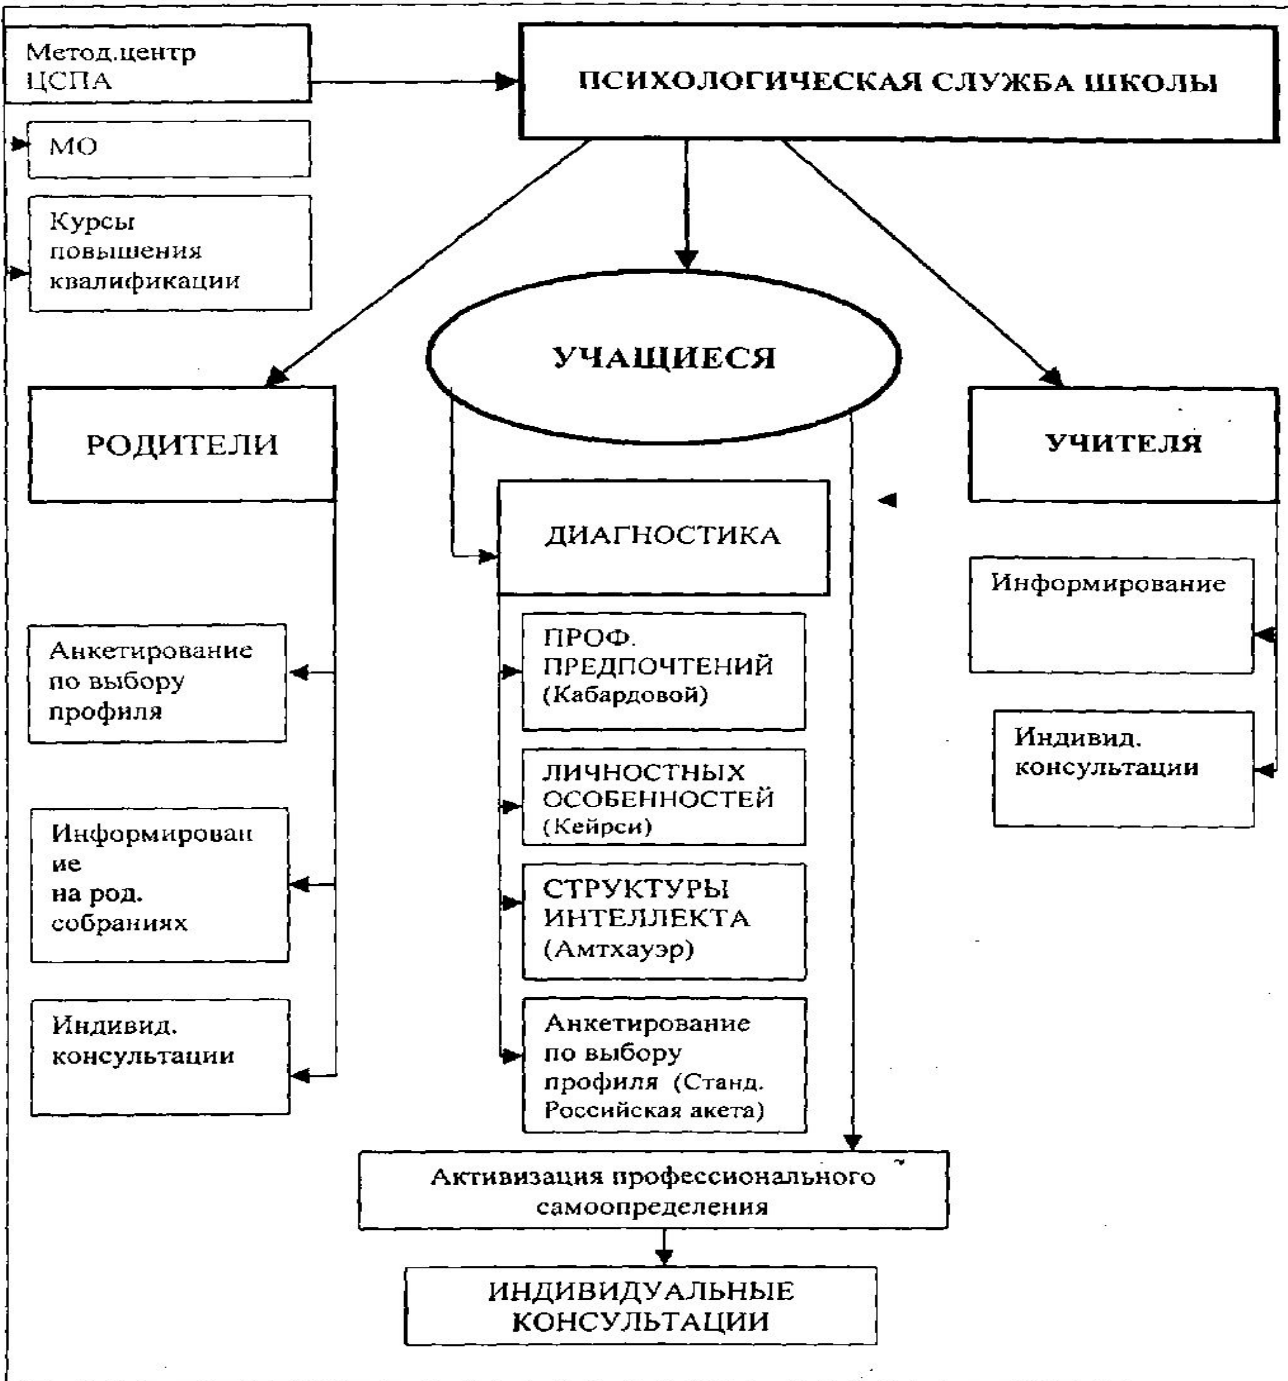 Метод.центр
ЦСПА
ПСИХОЛОГИЧЕСКАЯ СЛУЖБА ШКОЛЫ
МО
Курсы
повышения
квалификации
УЧАЩИЕСЯ
РОДИТЕЛИ
УЧИТЕЛЯ
ДИАГНОСТИКА
Анкетирование
по выбору
профиля
Информирован
ие
на род.
собраниях
Индивид.
консультации
ПРОФ.
ПРЕДПОЧТЕНИЙ
(Кабардовой)
ЛИЧНОСТНЫХ
ОСОБЕННОСТЕЙ
(Кейрси)
СТРУКТУРЫ
ИНТЕЛЛЕКТА
(Амтхауэр)
Анкетирование
по выбору
профиля (Станд.
Российская акета)
Информирование
Индивид.
консультации
Активизация профессионального
самоопределения
ИНДИВИДУАЛЬНЫЕ
КОНСУЛЬТАЦИИ